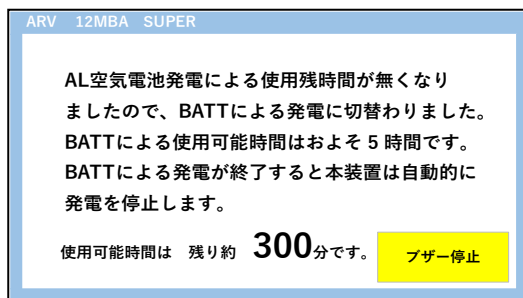 ARV 12MBA SUPER
AL空気電池発電による使用残時間が無くなり
ましたので、BATTによる発電に切替わりました。
BATTによる使用可能時間はおよそ５時間です。
BATTによる発電が終了すると本装置は自動的に
発電を停止します。
使用可能時間は 残り約 300分です。
ブザー停止